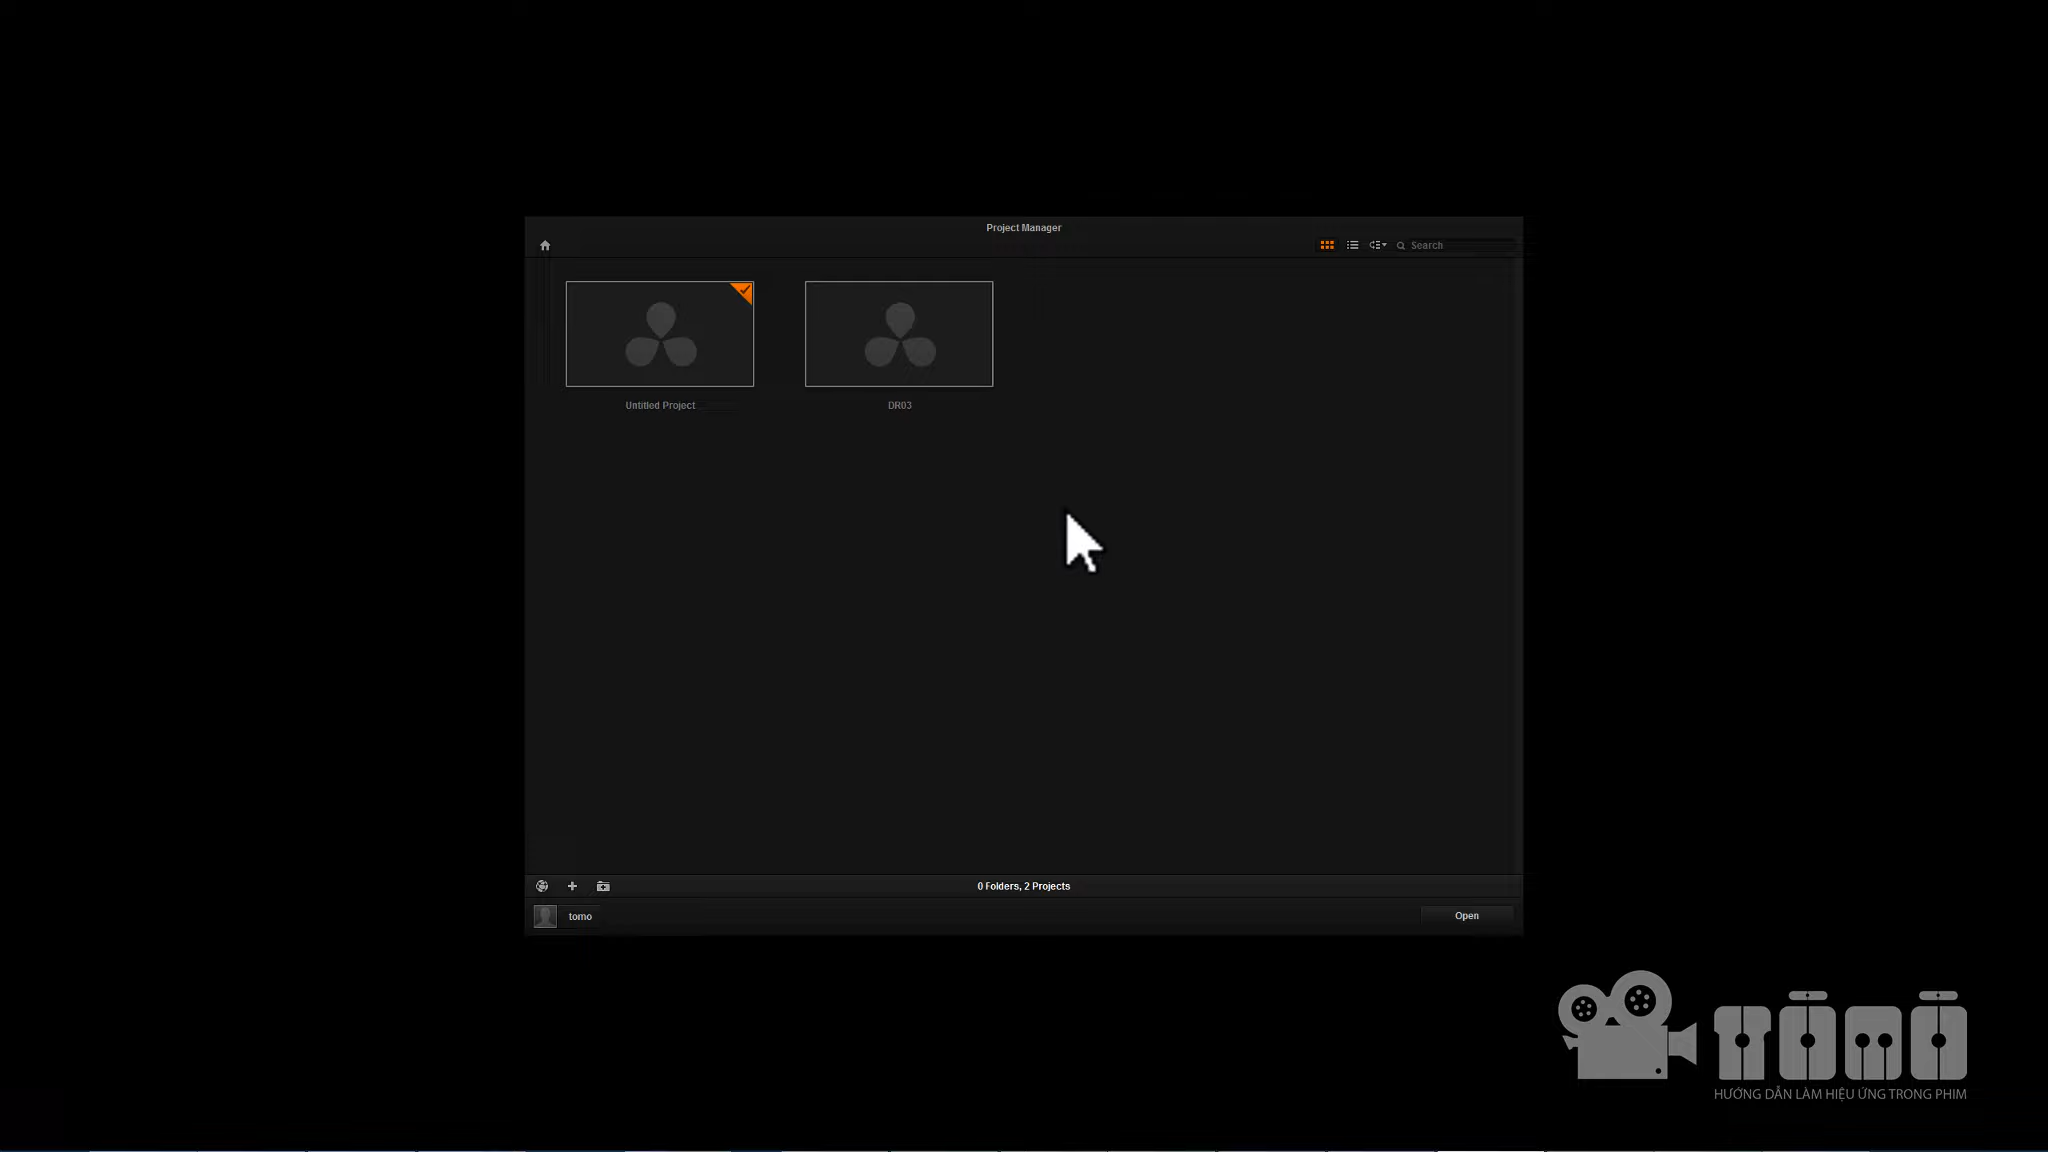 Project Manager
Search
Untitled Project
DR03
0 Folders, 2 Projects
tomo
Open
TÔMÔ
HƯỚNG DẪN LÀM HIỆU ỨNG TRONG PHIM